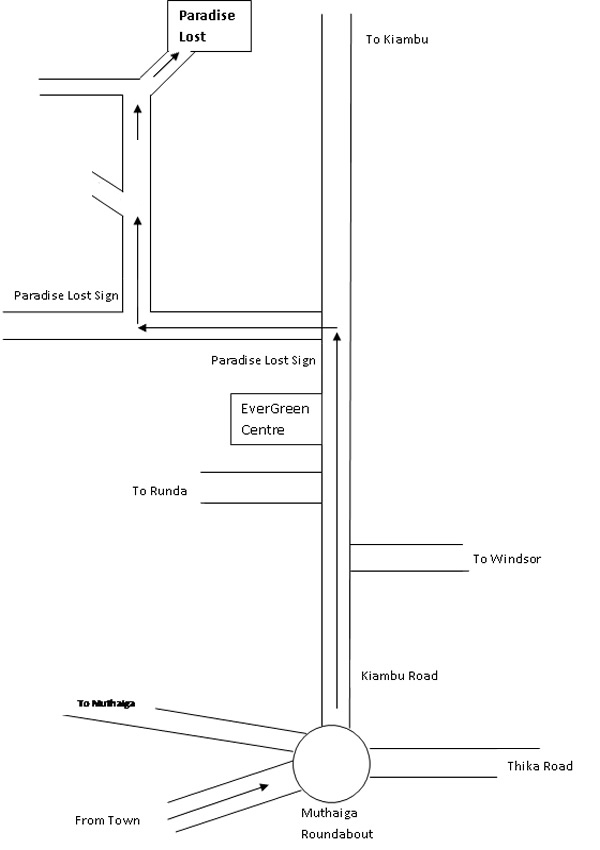 Paradise
Lost
To Kiambu
Paradise Lost Sign
Paradise Lost Sign
EverGreen
Centre
To Runda
To Windsor
Kiambu Road
To Muthaiga
Thika Road
Muthaiga
Roundabout
From Town